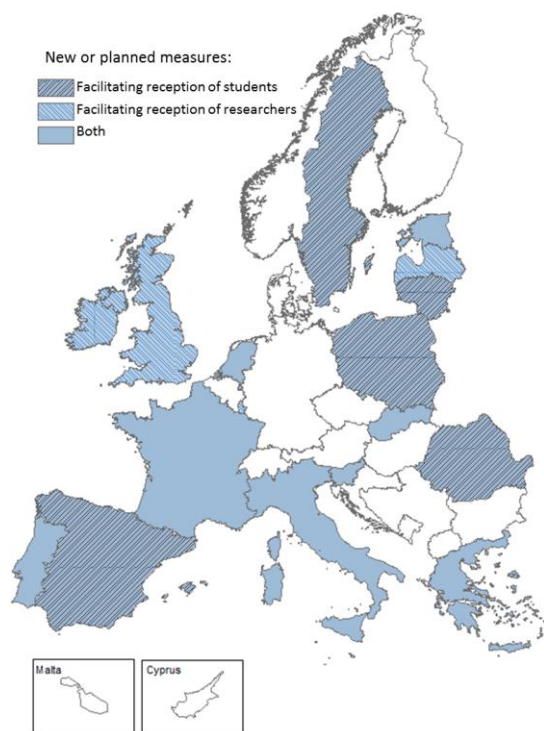 New or planned measures:
Facilitating reception of students
Facilitating reception of researchers
Both
Malta
Cyprus